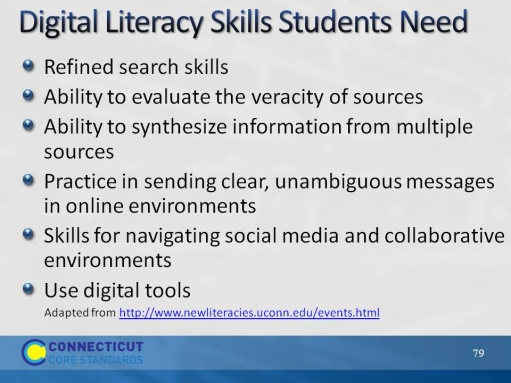 Digital Literacy Skills Students Need
Refined search skills
Ability to evaluate the veracity of sources
Ability to synthesize information from multiple
sources
Practice in sending clear, unambiguous messages
in online environments
Skills for navigating social media and collaborative
environments
Use digital tools
Adapted from http://www.newliteracies.uconn.edu/events.html
CONNECTICUT
CORE STANDARDS
79